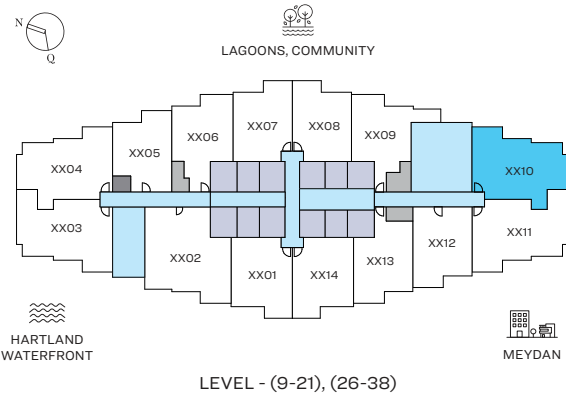 N
Q
LAGOONS, COMMUNITY
XX07
XX08
XX06
XX09
XX05
XX04
XX10
XX03
XX11
XX12
XX02
XX13
XX01
XX14
HARTLAND
WATERFRONT
MEYDAN
LEVEL - (9-21), (26-38)